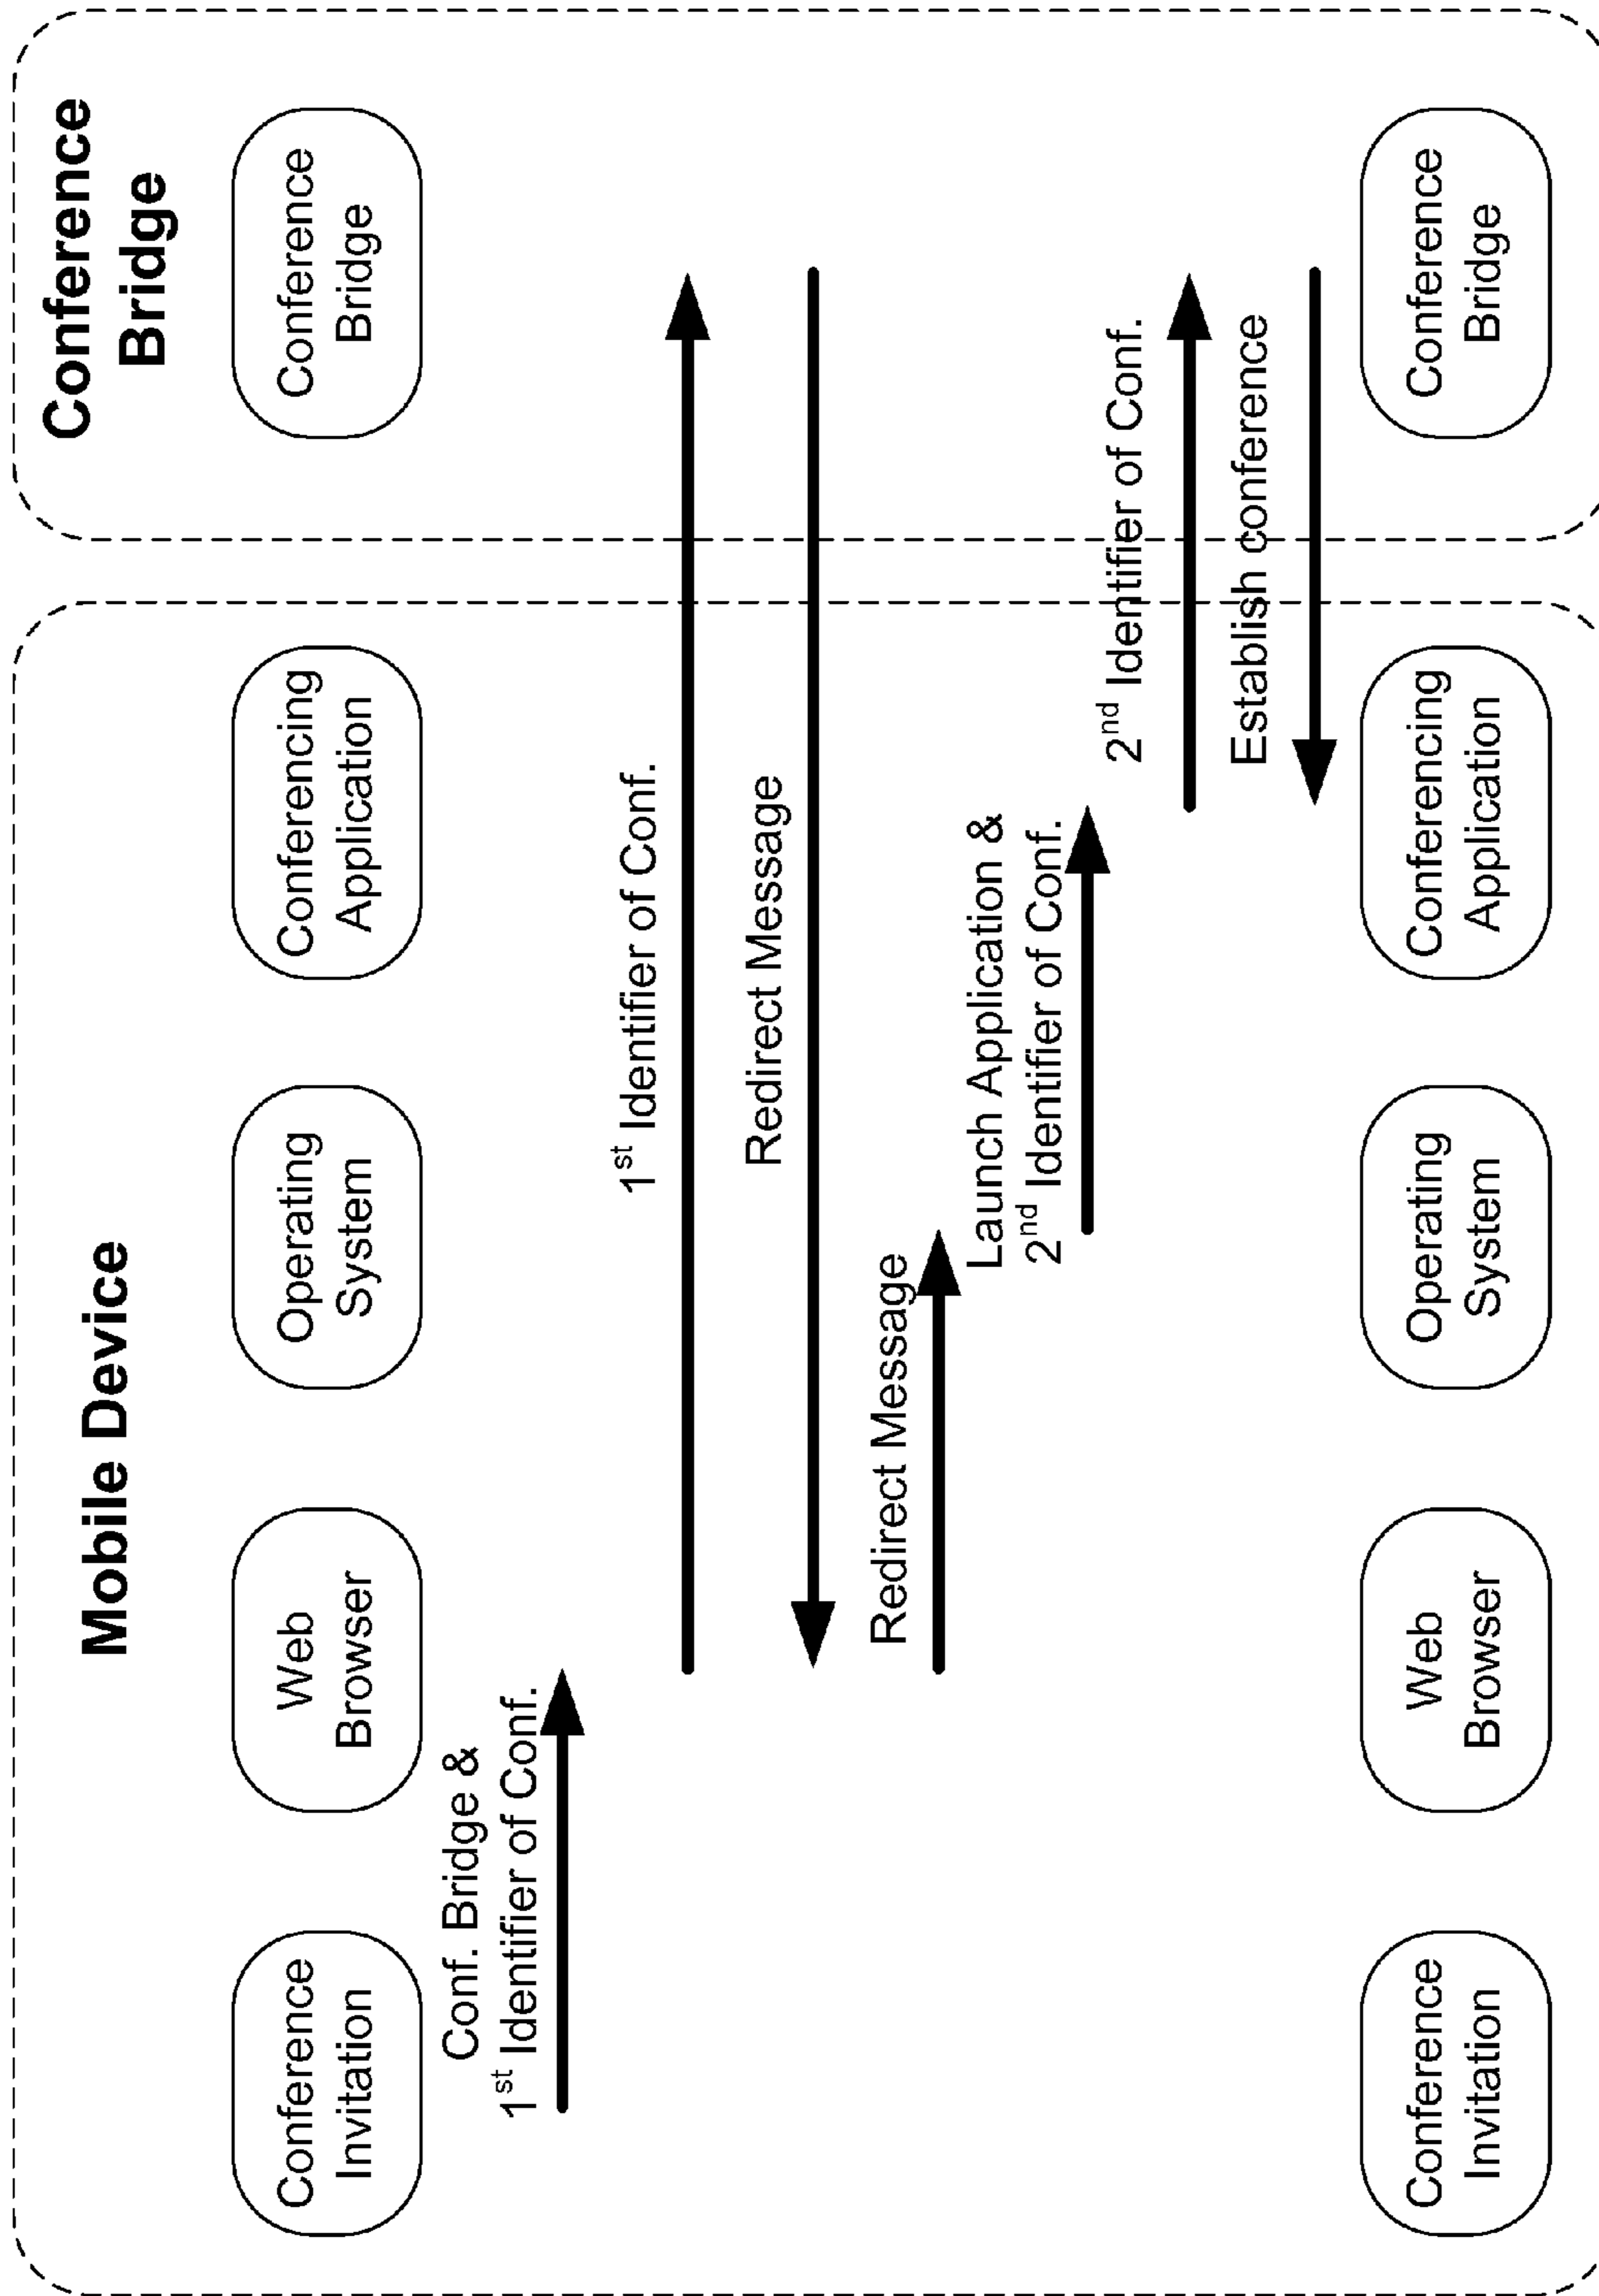 Mobile Device
Conference
Bridge
Conference
Invitation
Web
Browser
Operating
System
Conferencing
Application
Conference
Bridge
Conf. Bridge &
1st Identifier of Conf.
1st Identifier of Conf.
Redirect Message
Redirect Message
Launch Application &
2nd Identifier of Conf.
2nd Identifier of Conf.
Establish conference
Conference
Invitation
Web
Browser
Operating
System
Conferencing
Application
Conference
Bridge